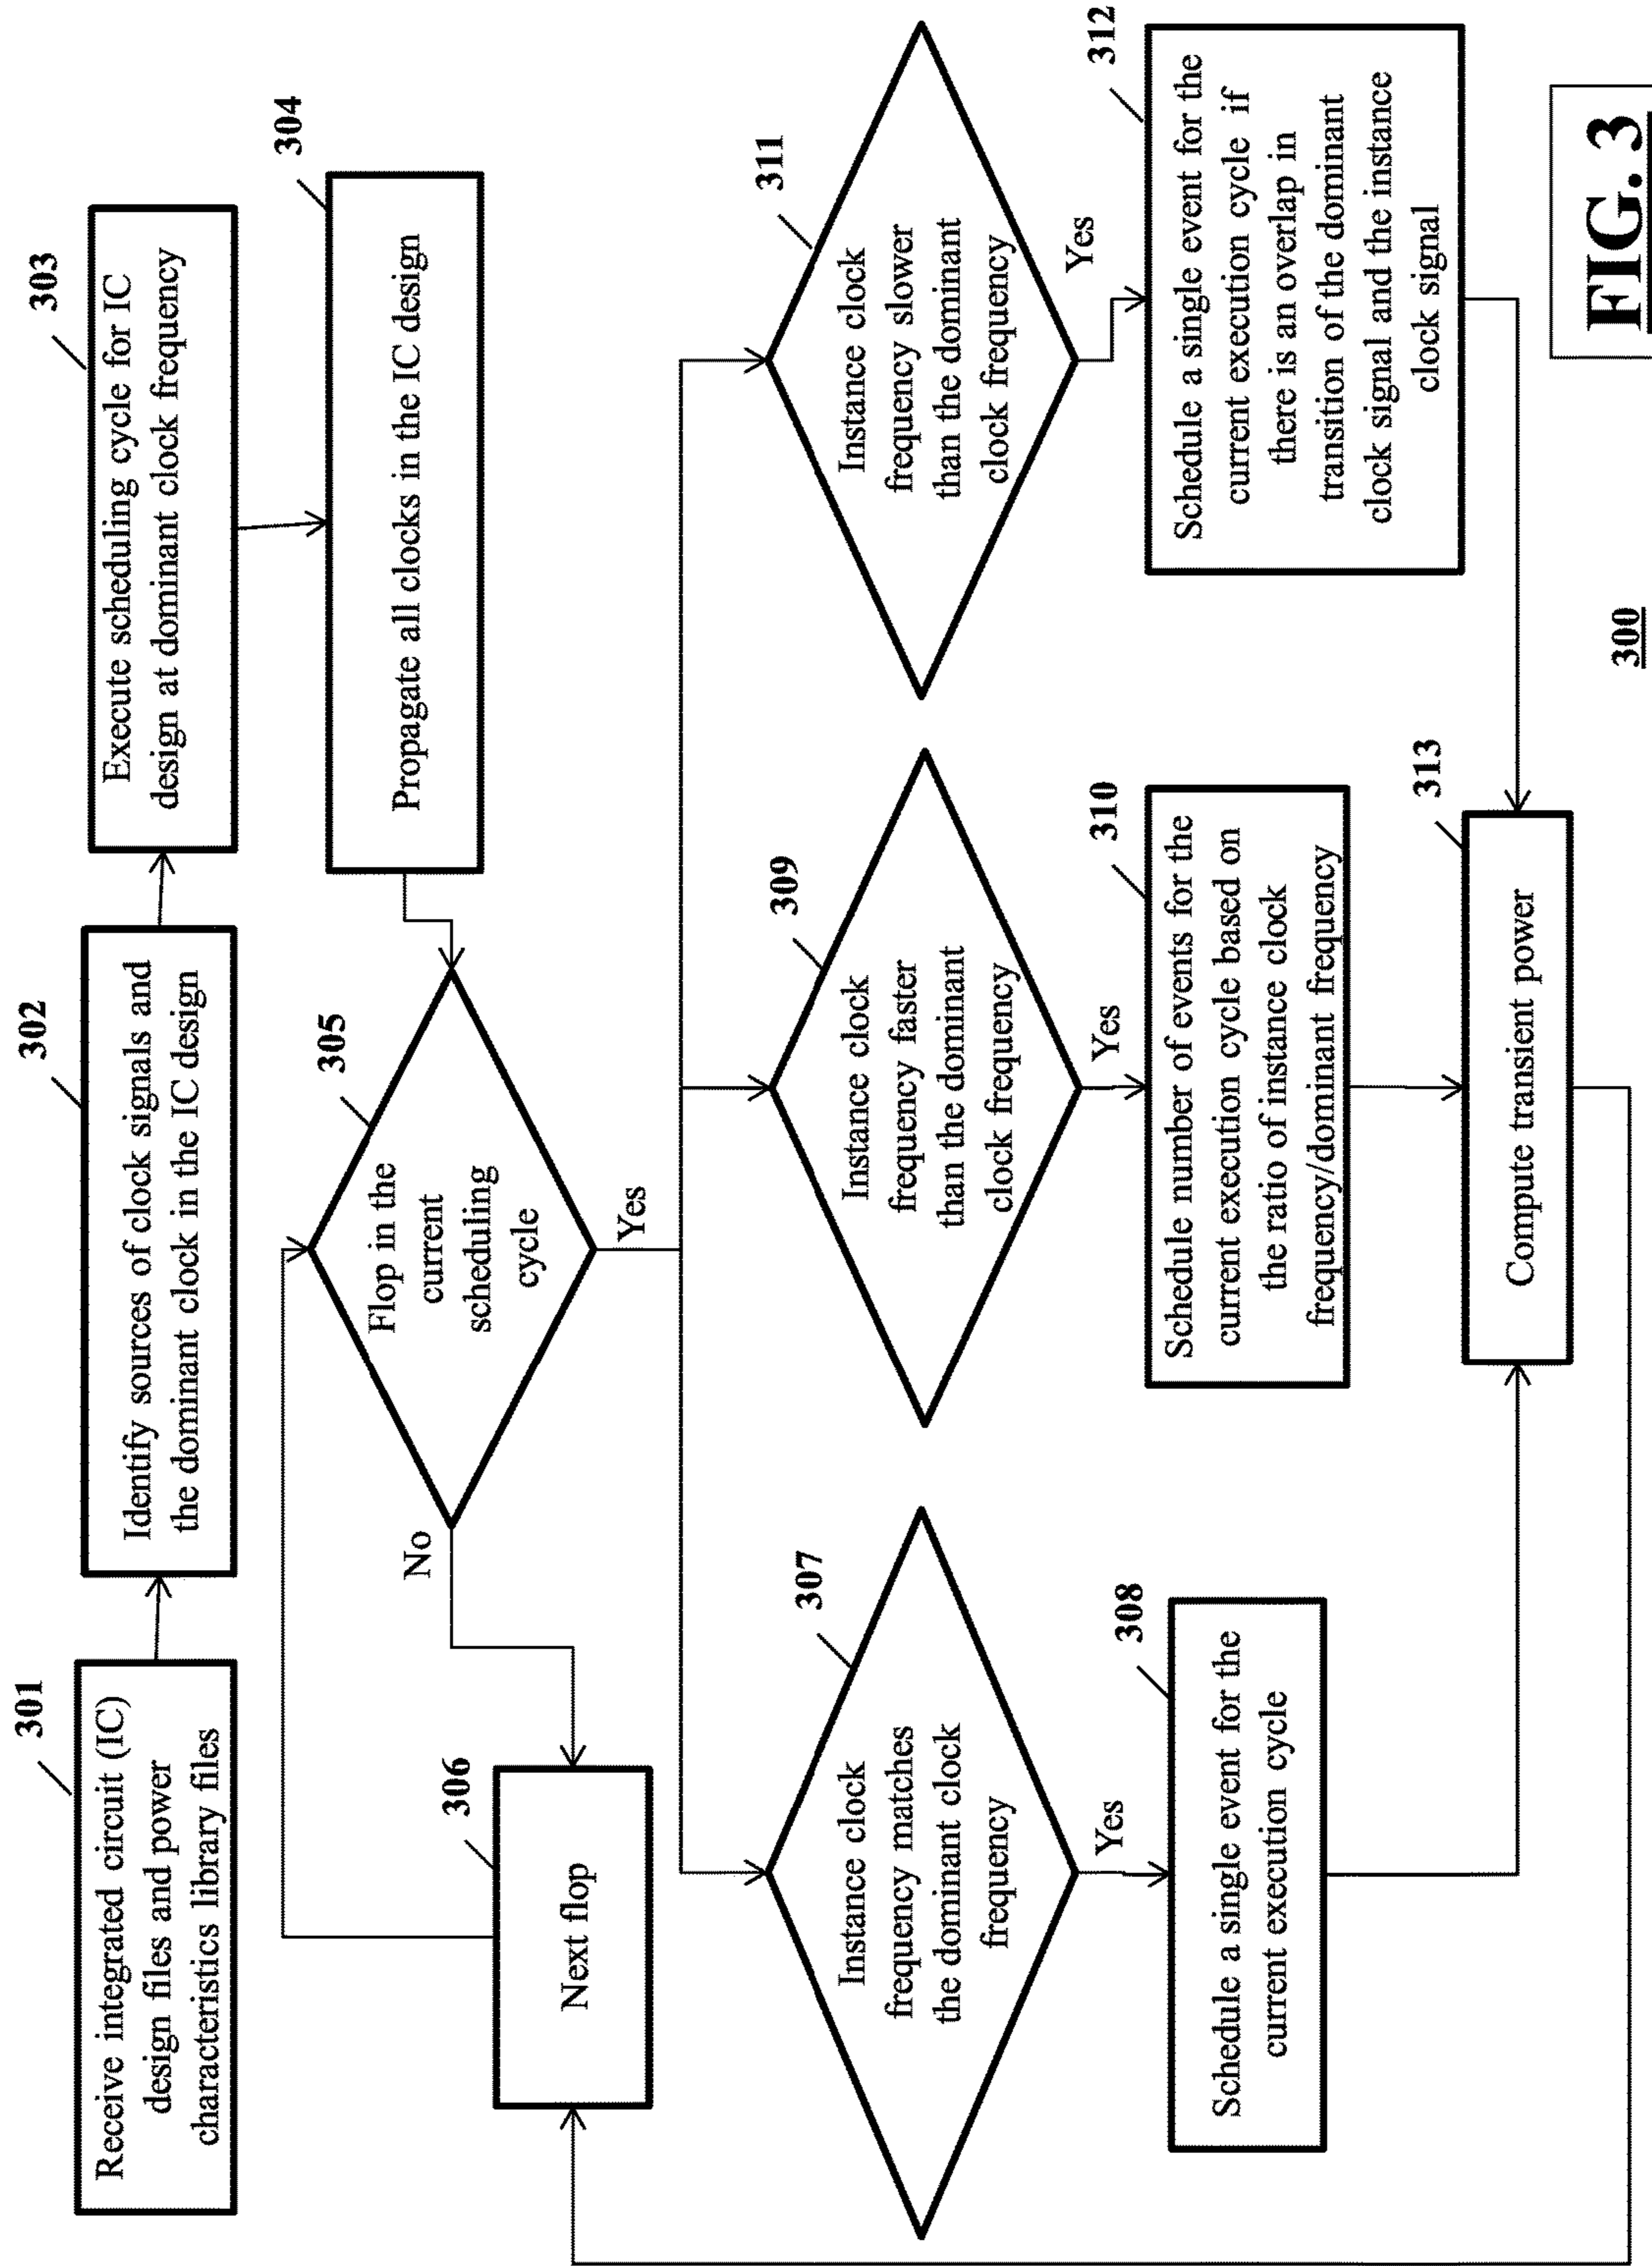 301
Receive integrated circuit (IC)
design files and power
characteristics library files
302
Identify sources of clock signals and
the dominant clock in the IC design
303
Execute scheduling cycle for IC
design at dominant clock frequency
304
Propagate all clocks in the IC design
305
Flop in the
current
scheduling
cycle
No
Yes
306
Next flop
307
Instance clock
frequency matches
the dominant clock
frequency
Yes
308
Schedule a single event for the
current execution cycle
309
Instance clock
frequency faster
than the dominant
clock frequency
Yes
310
Schedule number of events for the
current execution cycle based on
the ratio of instance clock
frequency/dominant frequency
311
Instance clock
frequency slower
than the dominant
clock frequency
Yes
312
Schedule a single event for the
current execution cycle if
there is an overlap in
transition of the dominant
clock signal and the instance
clock signal
313
Compute transient power
300
FIG. 3